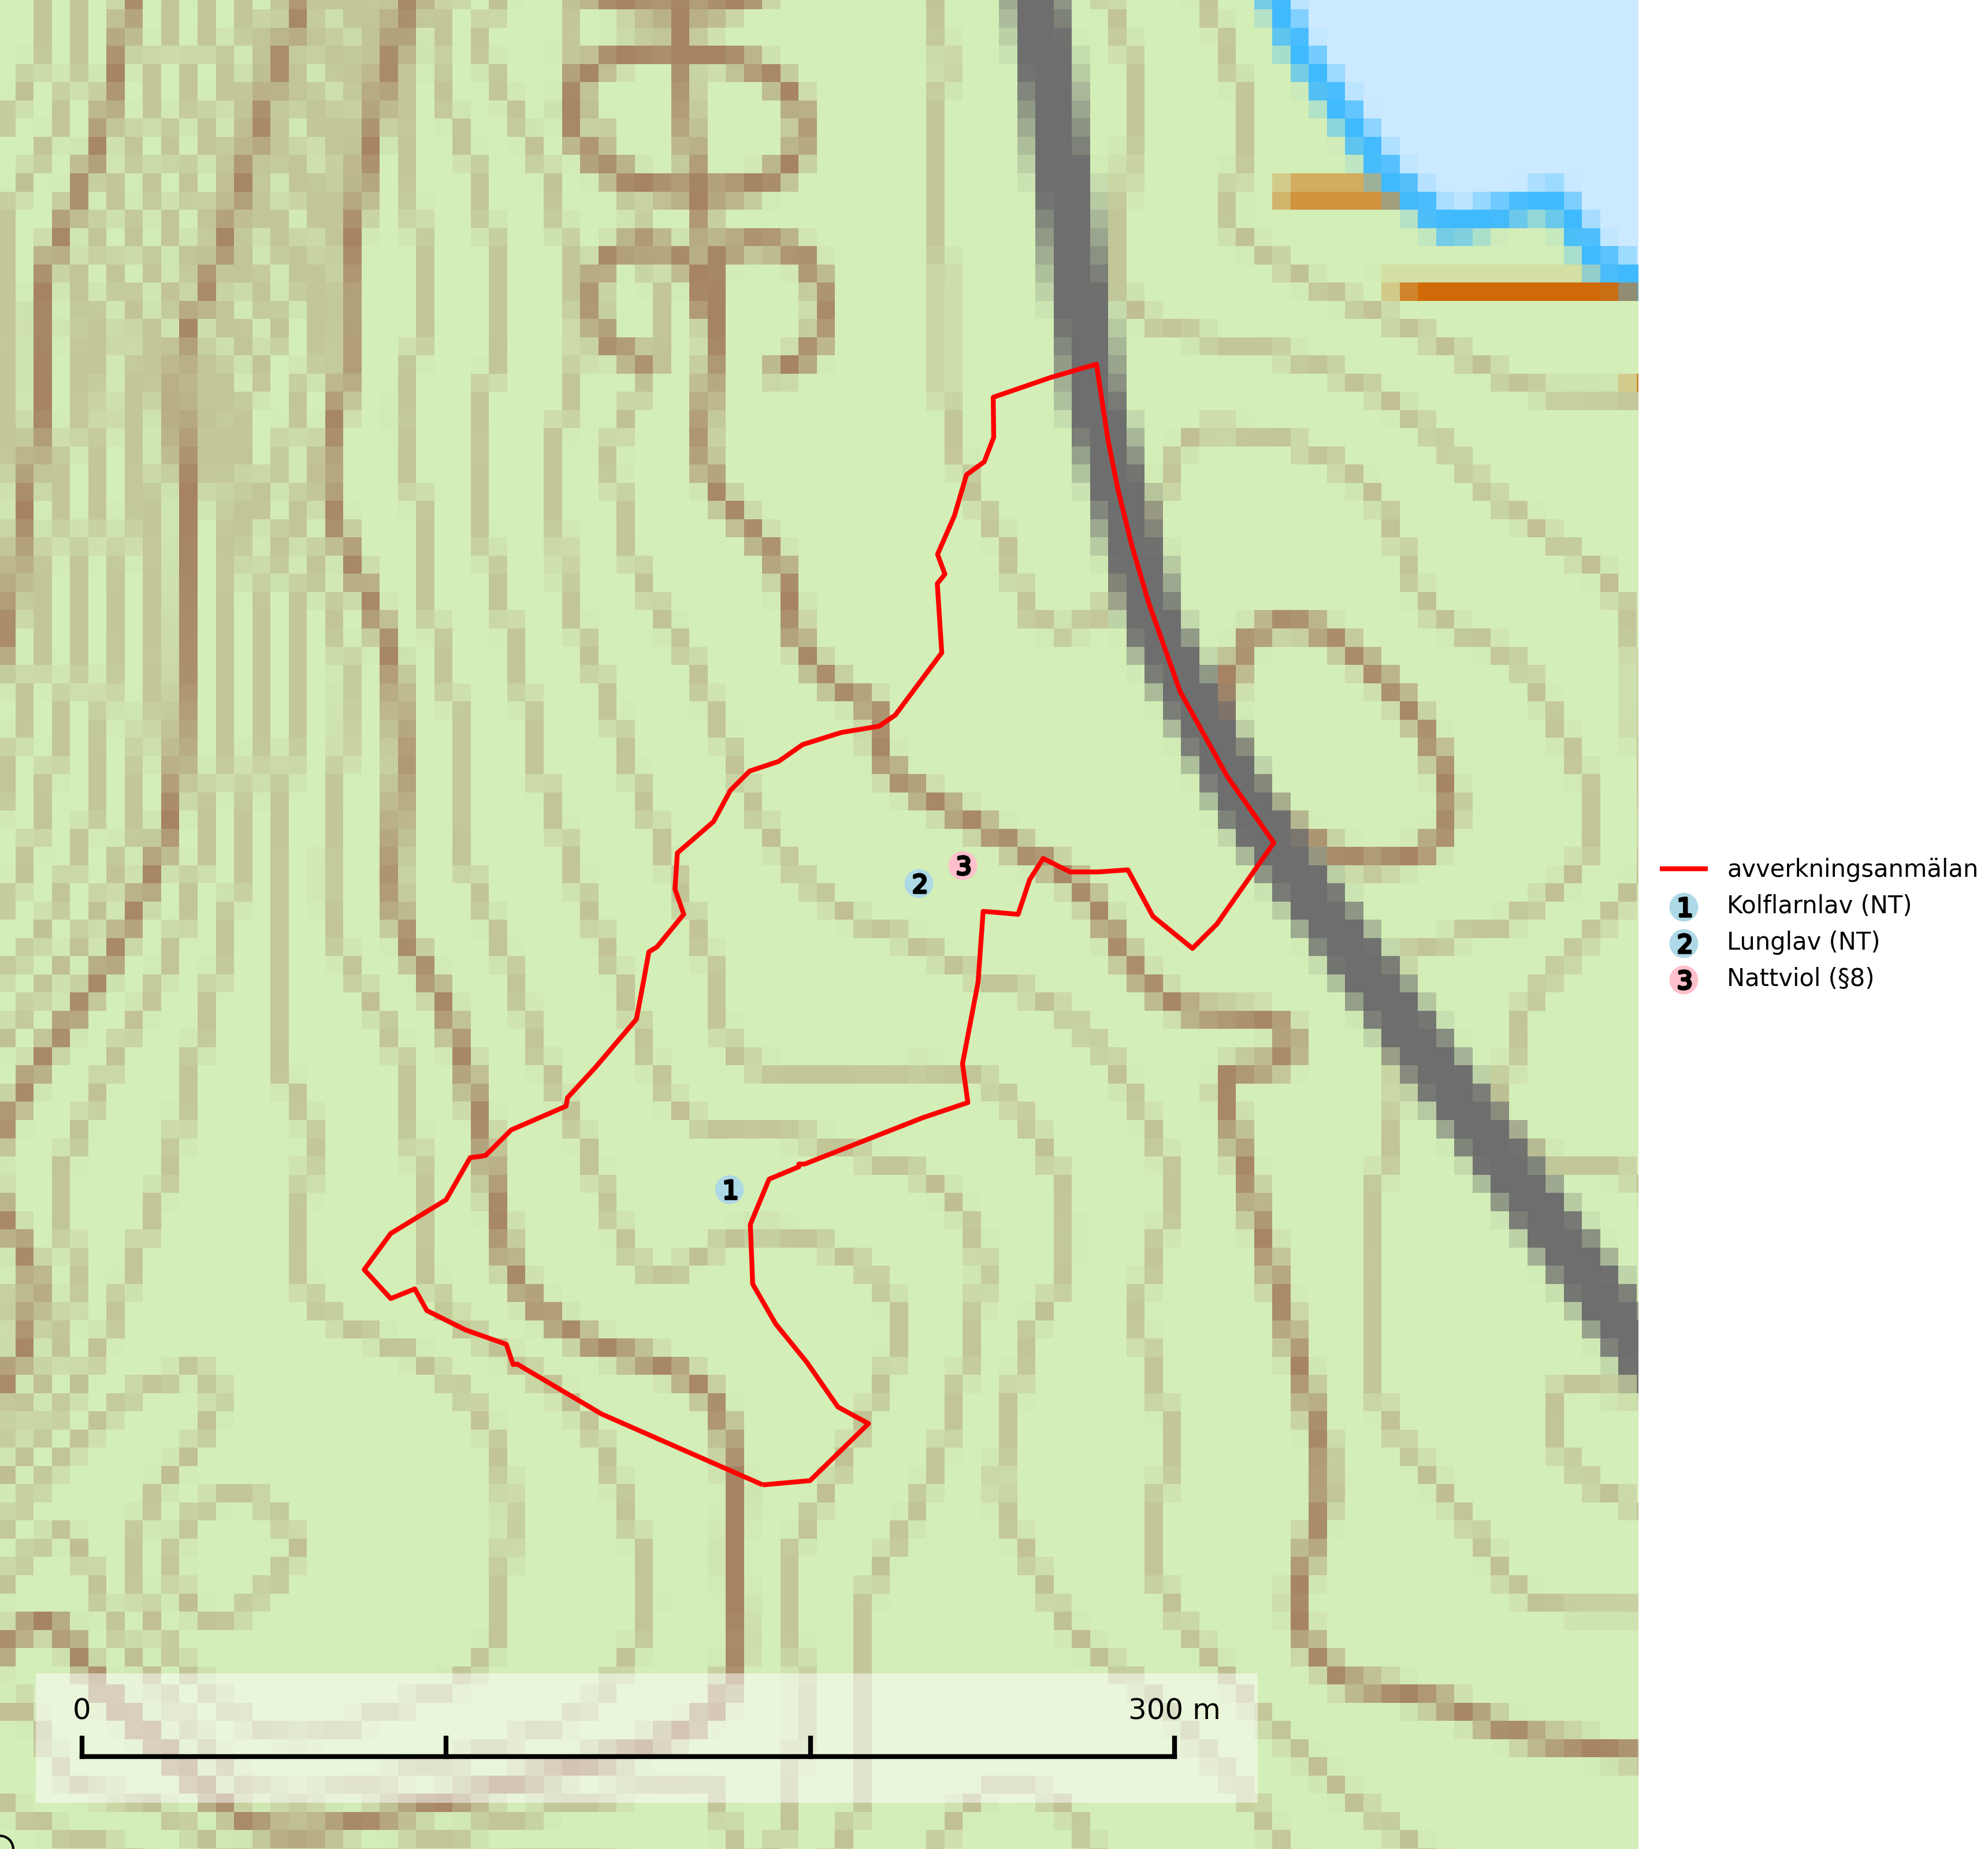 3
2
1
avverkningsanmälan
1 Kolflarnlav (NT)
2 Lunglav (NT)
3 Nattviol (§8)
0 300 m